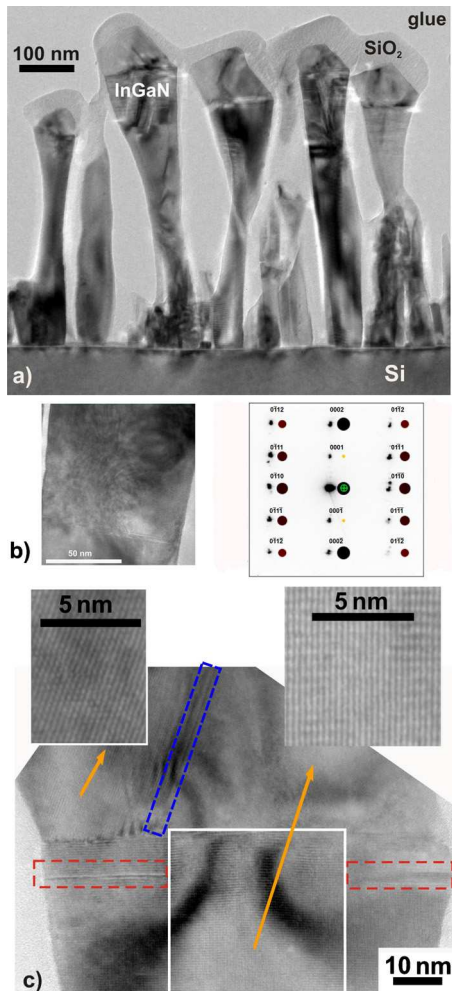 glue
100 nm
SiO₂
InGaN
a)
Si
01̄12 0002 011̄2
01̄11 0001 011̄1
01̄10 011̄0
01̄11̄ 0001̄ 011̄1̄
01̄12̄ 0002̄ 011̄2̄
b)
50 nm
5 nm
5 nm
c)
10 nm